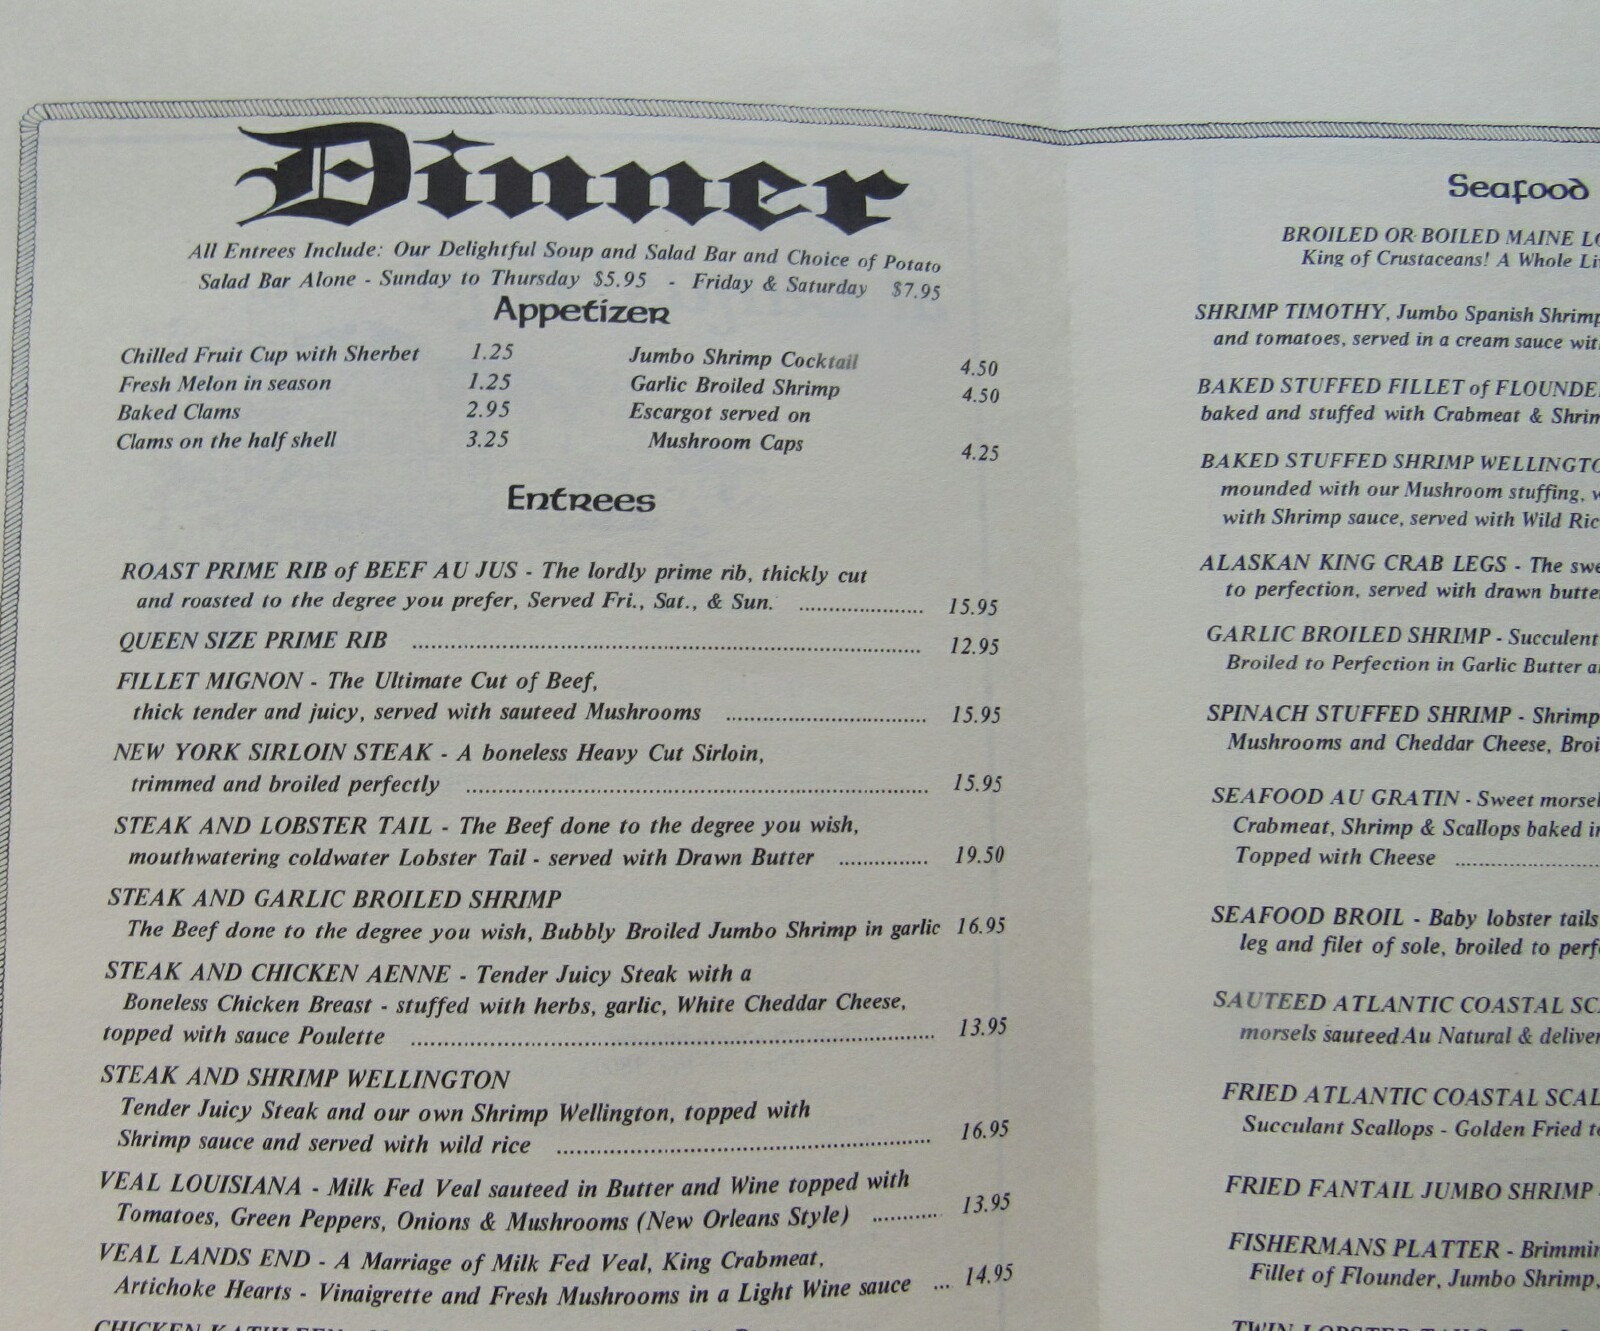 Dinner
All Entrees Include: Our Delightful Soup and Salad Bar and Choice of Potato
Salad Bar Alone - Sunday to Thursday $5.95 - Friday & Saturday $7.95
Appetizer
Chilled Fruit Cup with Sherbet 1.25
Fresh Melon in season 1.25
Baked Clams 2.95
Clams on the half shell 3.25
Jumbo Shrimp Cocktail 4.50
Garlic Broiled Shrimp 4.50
Escargot served on
Mushroom Caps 4.25
Entrees
ROAST PRIME RIB of BEEF AU JUS - The lordly prime rib, thickly cut
and roasted to the degree you prefer, Served Fri., Sat., & Sun. .................... 15.95
QUEEN SIZE PRIME RIB .................... 12.95
FILLET MIGNON - The Ultimate Cut of Beef,
thick tender and juicy, served with sauteed Mushrooms .................... 15.95
NEW YORK SIRLOIN STEAK - A boneless Heavy Cut Sirloin,
trimmed and broiled perfectly .................... 15.95
STEAK AND LOBSTER TAIL - The Beef done to the degree you wish,
mouthwatering coldwater Lobster Tail - served with Drawn Butter ............... 19.50
STEAK AND GARLIC BROILED SHRIMP
The Beef done to the degree you wish, Bubbly Broiled Jumbo Shrimp in garlic 16.95
STEAK AND CHICKEN AENNE - Tender Juicy Steak with a
Boneless Chicken Breast - stuffed with herbs, garlic, White Cheddar Cheese,
topped with sauce Poulette .................... 13.95
STEAK AND SHRIMP WELLINGTON
Tender Juicy Steak and our own Shrimp Wellington, topped with
Shrimp sauce and served with wild rice .................... 16.95
VEAL LOUISIANA - Milk Fed Veal sauteed in Butter and Wine topped with
Tomatoes, Green Peppers, Onions & Mushrooms (New Orleans Style) ........... 13.95
VEAL LANDS END - A Marriage of Milk Fed Veal, King Crabmeat,
Artichoke Hearts - Vinaigrette and Fresh Mushrooms in a Light Wine sauce ... 14.95
CHICKEN KATHLEEN
Seafood
BROILED OR BOILED MAINE
King of Crustaceans! A Whole
SHRIMP TIMOTHY, Jumbo Spanish Shrimp
and tomatoes, served in a cream sauce
BAKED STUFFED FILLET of
baked and stuffed with Crabmeat &
BAKED STUFFED SHRIMP
mounded with our Mushroom stuffing,
with Shrimp sauce, served with Wild
ALASKAN KING CRAB LEGS - The
to perfection, served with drawn
GARLIC BROILED SHRIMP - Succulent
Broiled to Perfection in Garlic Butter
SPINACH STUFFED SHRIMP - Shrimp
Mushrooms and Cheddar Cheese,
SEAFOOD AU GRATIN - Sweet
Crabmeat, Shrimp & Scallops baked
Topped with Cheese ....................
SEAFOOD BROIL - Baby lobster tails
leg and filet of sole, broiled to
SAUTEED ATLANTIC COASTAL
morsels sauteed Au Natural &
FRIED ATLANTIC COASTAL
Succulant Scallops - Golden Fried
FRIED FANTAIL JUMBO SHRIMP
FISHERMANS PLATTER -
Fillet of Flounder, Jumbo Shrimp,
TWIN LOBSTER